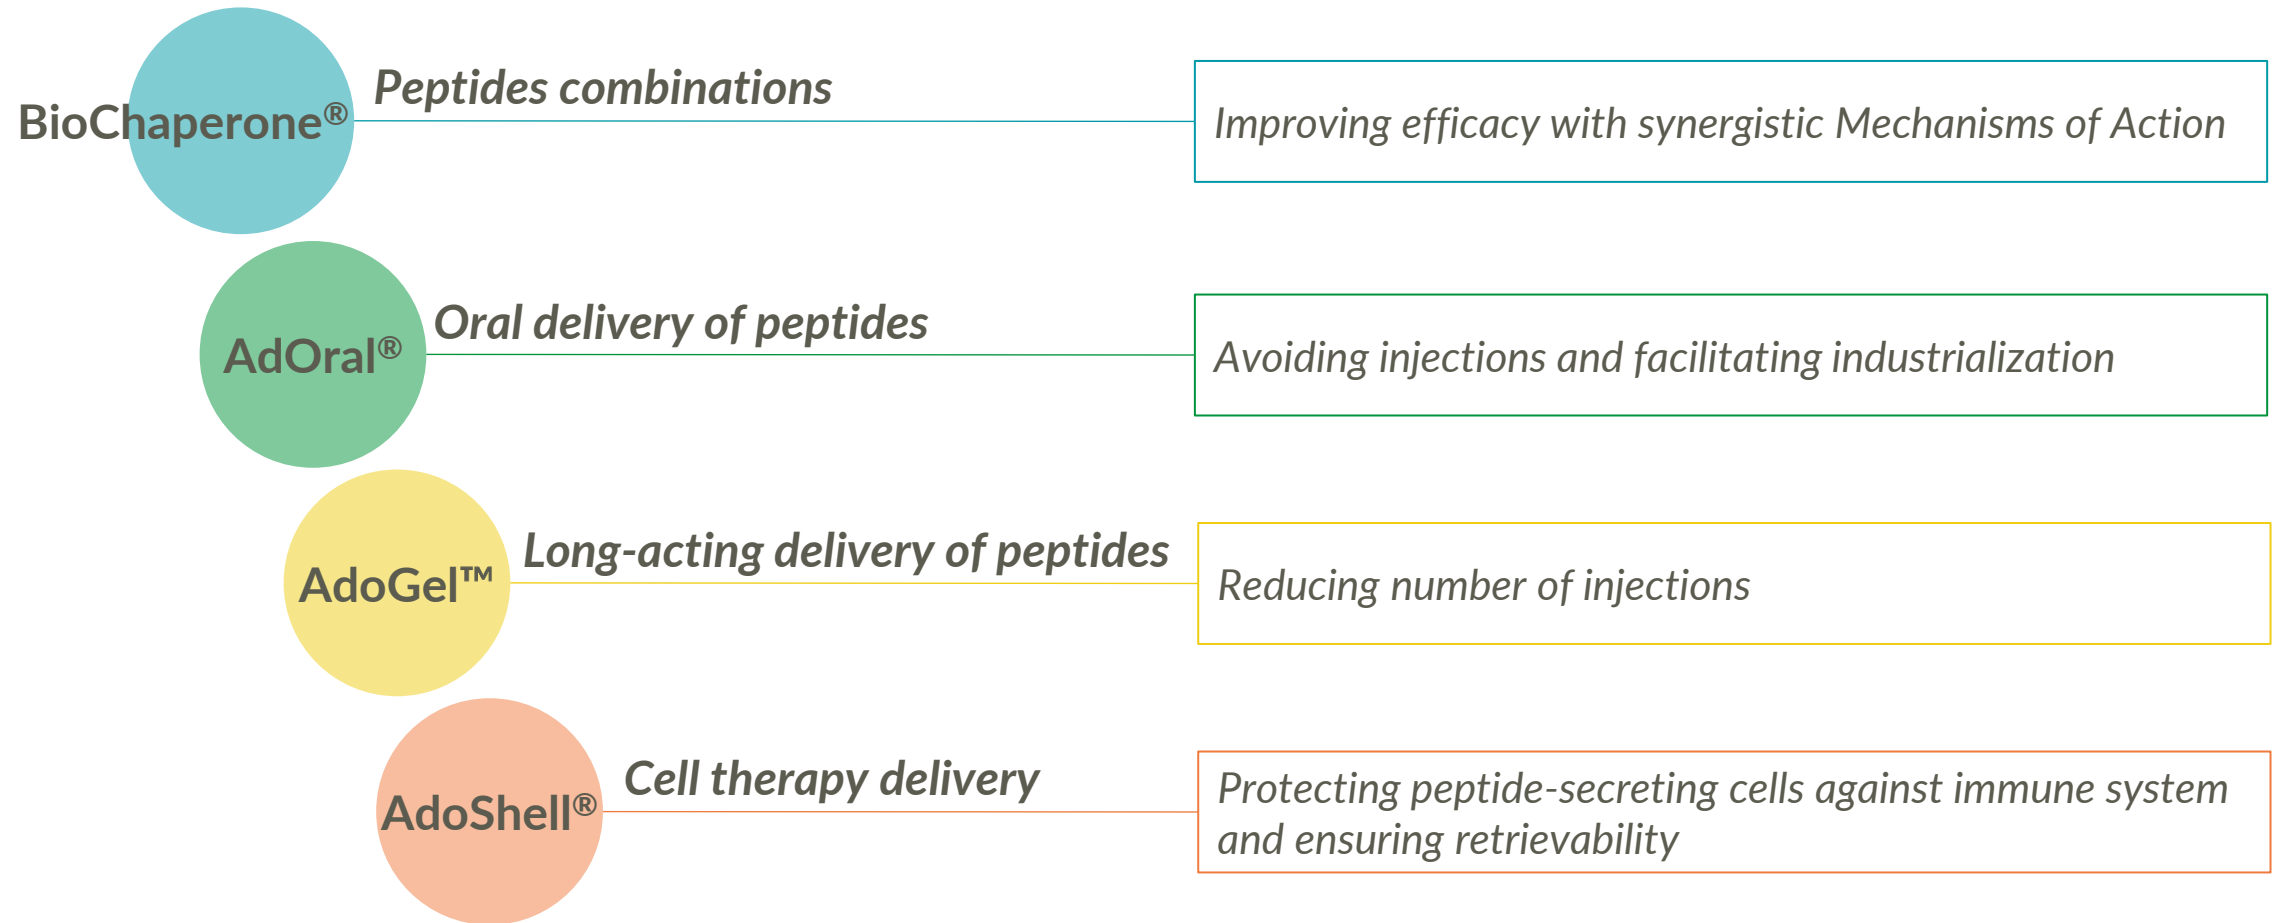 BioChaperone®
Peptides combinations
Improving efficacy with synergistic Mechanisms of Action
AdOral®
Oral delivery of peptides
Avoiding injections and facilitating industrialization
AdoGel™
Long-acting delivery of peptides
Reducing number of injections
AdoShell®
Cell therapy delivery
Protecting peptide-secreting cells against immune system
and ensuring retrievability